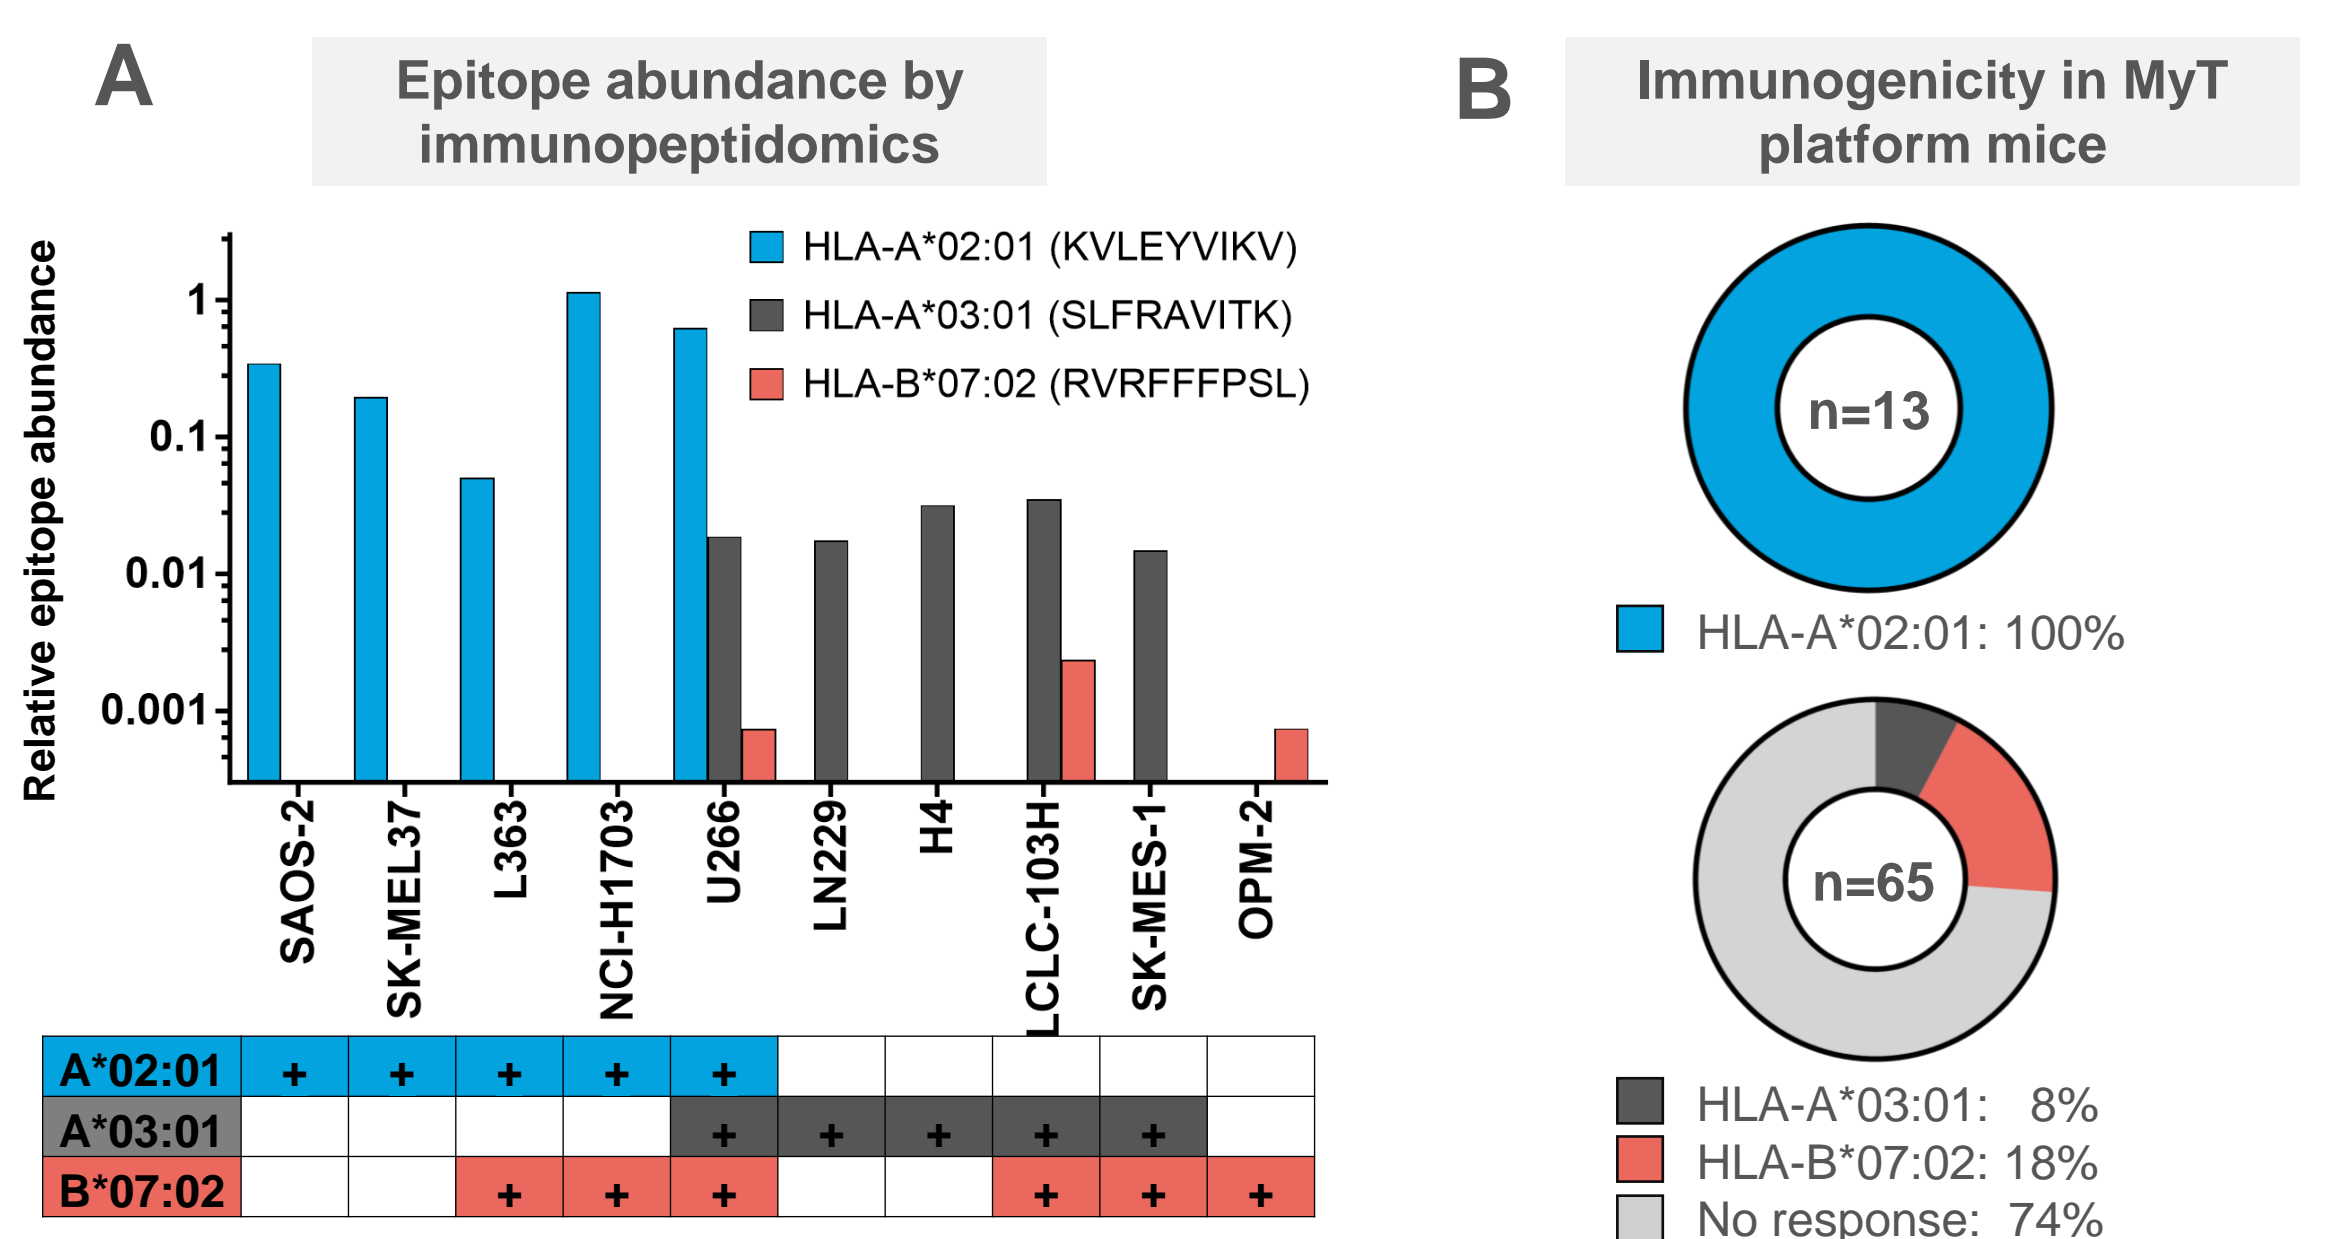 A
Epitope abundance by
immunopeptidomics
Relative epitope abundance
1
0.1
0.01
0.001
HLA-A*02:01 (KVLEYVIKV)
HLA-A*03:01 (SLFRAVITK)
HLA-B*07:02 (RVRFFFPSL)
SAOS-2
SK-MEL37
L363
NCI-H1703
U266
LN229
H4
LCLC-103H
SK-MES-1
OPM-2
A*02:01 + + + + +
A*03:01 + + + + +
B*07:02 + + + + + +
B
Immunogenicity in MyT
platform mice
n=13
HLA-A*02:01: 100%
n=65
HLA-A*03:01: 8%
HLA-B*07:02: 18%
No response: 74%